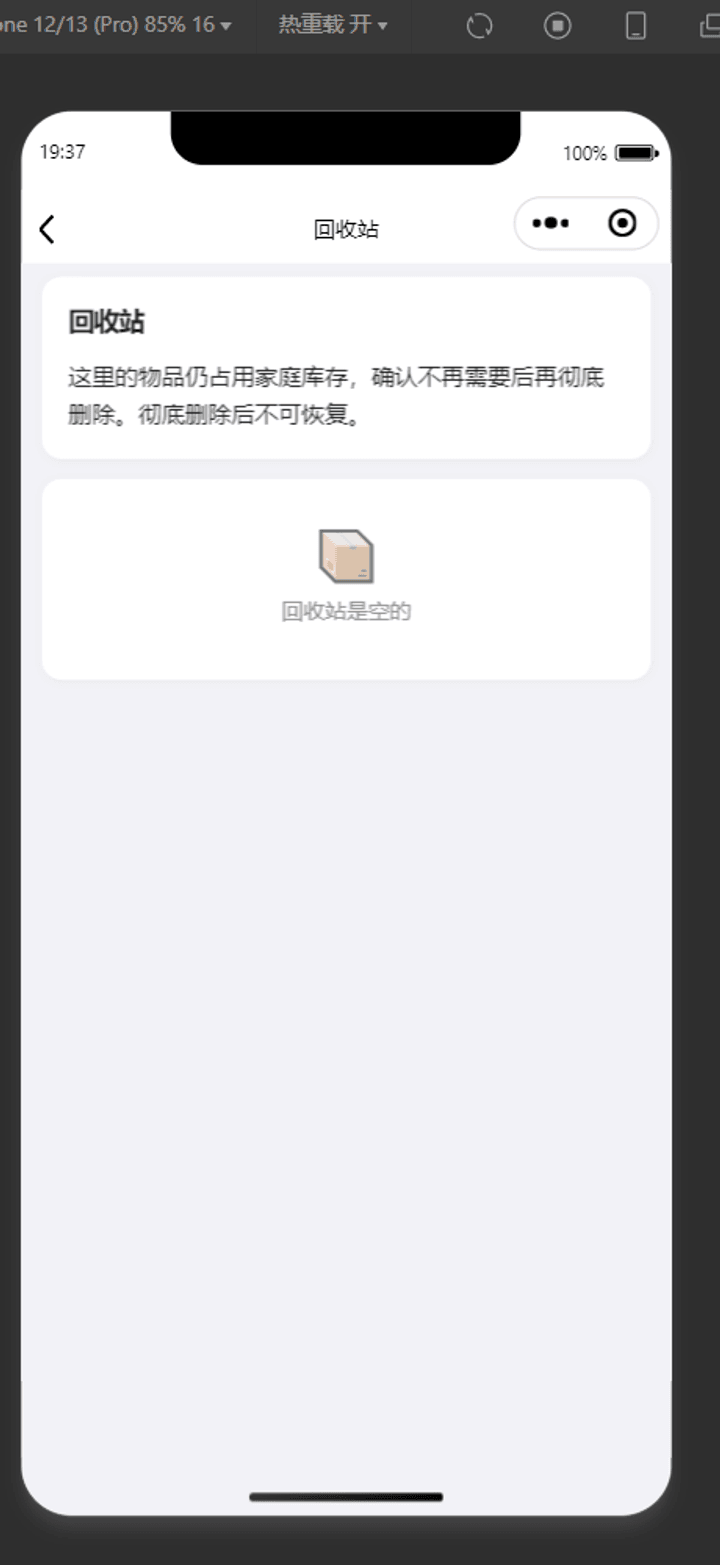 one 12/13 (Pro) 85% 16
热重载 开
19:37
100%
回收站
回收站
这里的物品仍占用家庭库存，确认不再需要后再彻底
删除。彻底删除后不可恢复。
回收站是空的